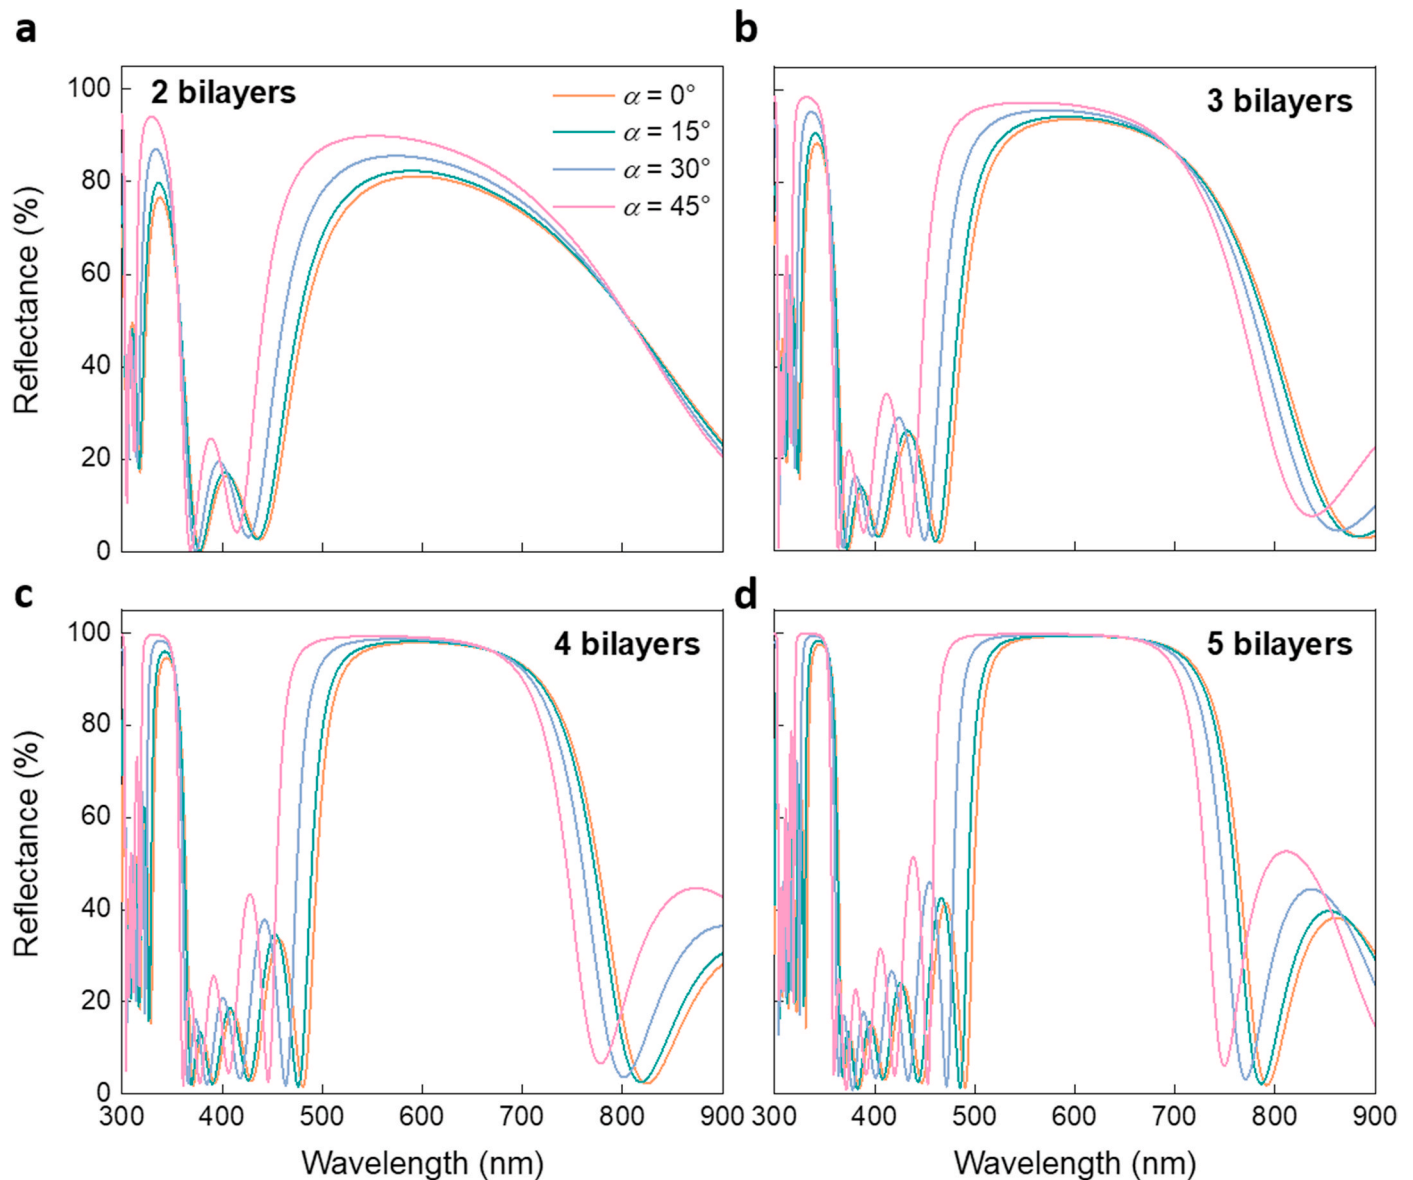 a
b
2 bilayers
α = 0°
α = 15°
α = 30°
α = 45°
3 bilayers
100
80
60
40
20
0
Reflectance (%)
c
d
4 bilayers
5 bilayers
100
80
60
40
20
0
Reflectance (%)
300 400 500 600 700 800 900
300 400 500 600 700 800 900
Wavelength (nm)
Wavelength (nm)